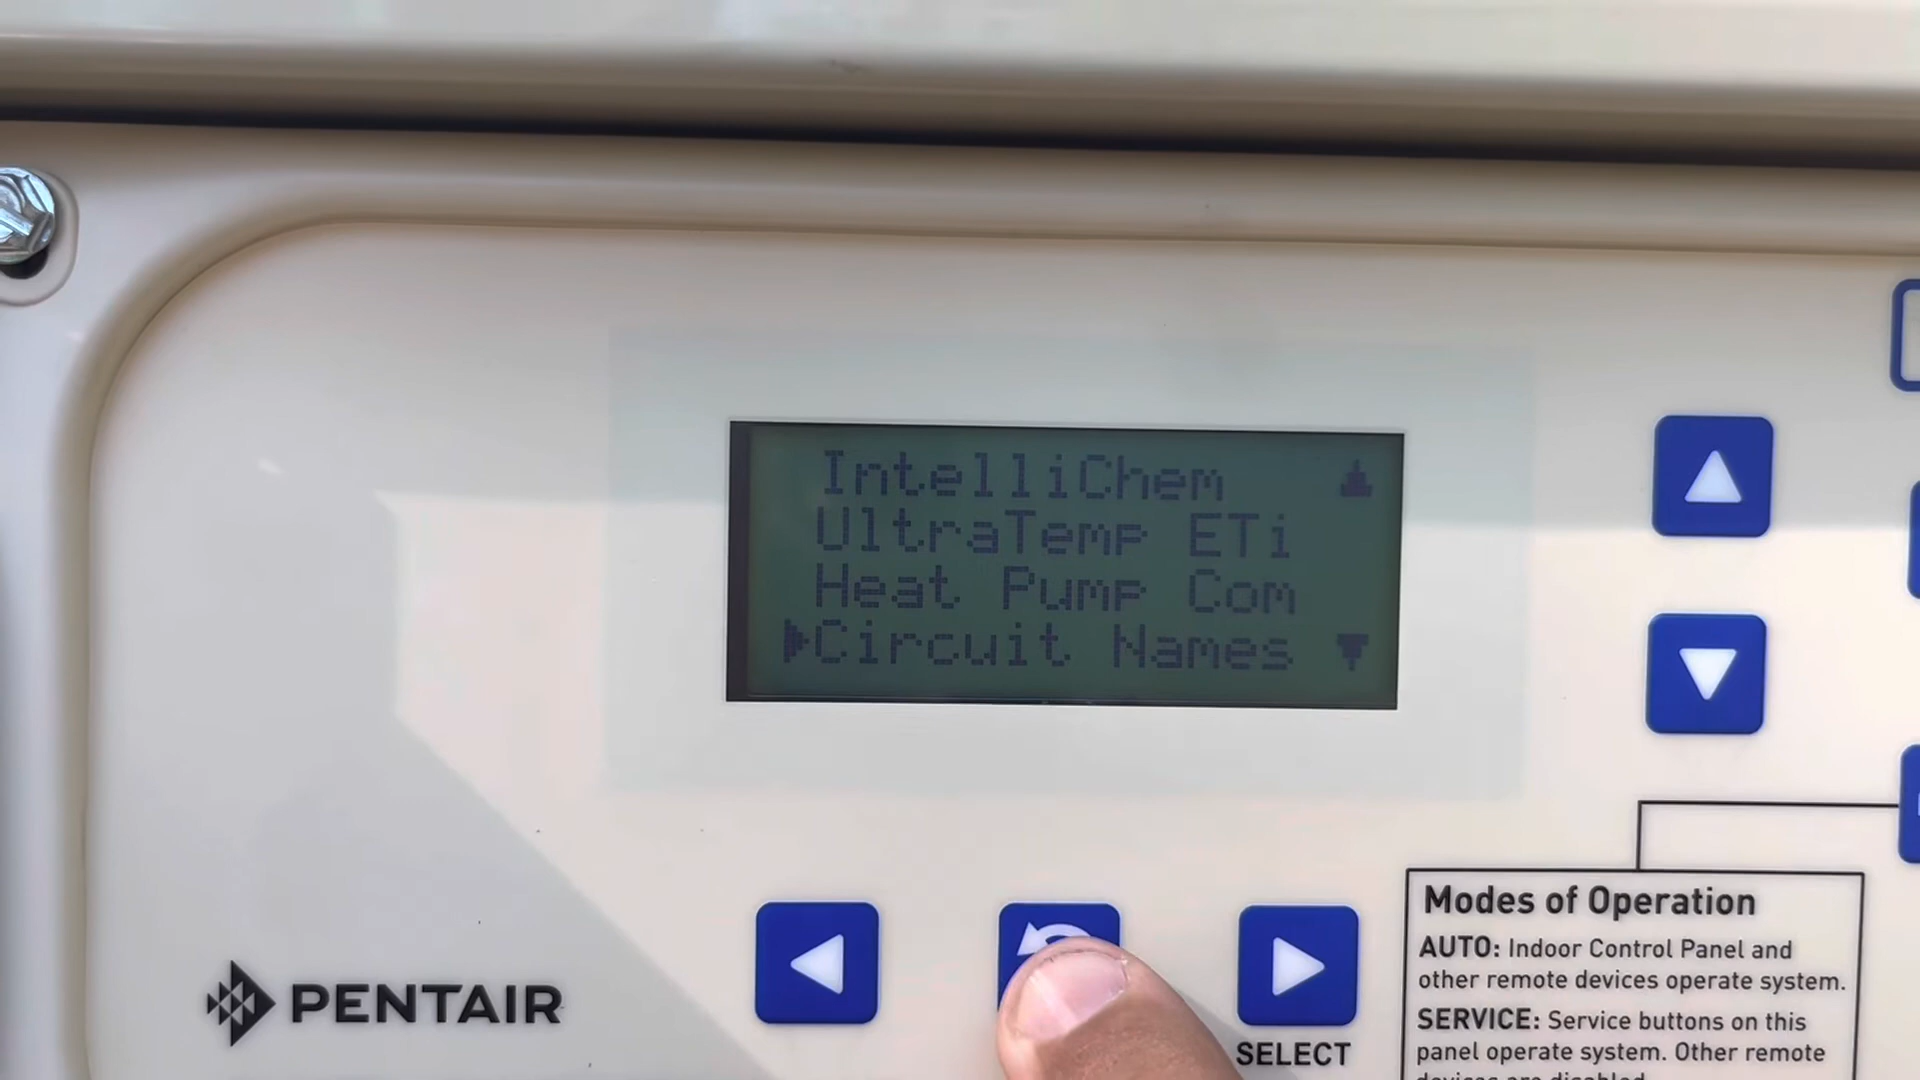 IntelliChem
UltraTemp ETi
Heat Pump Com
Circuit Names
PENTAIR
SELECT
Modes of Operation
AUTO: Indoor Control Panel and
other remote devices operate system.
SERVICE: Service buttons on this
panel operate system. Other remote
devices are disabled